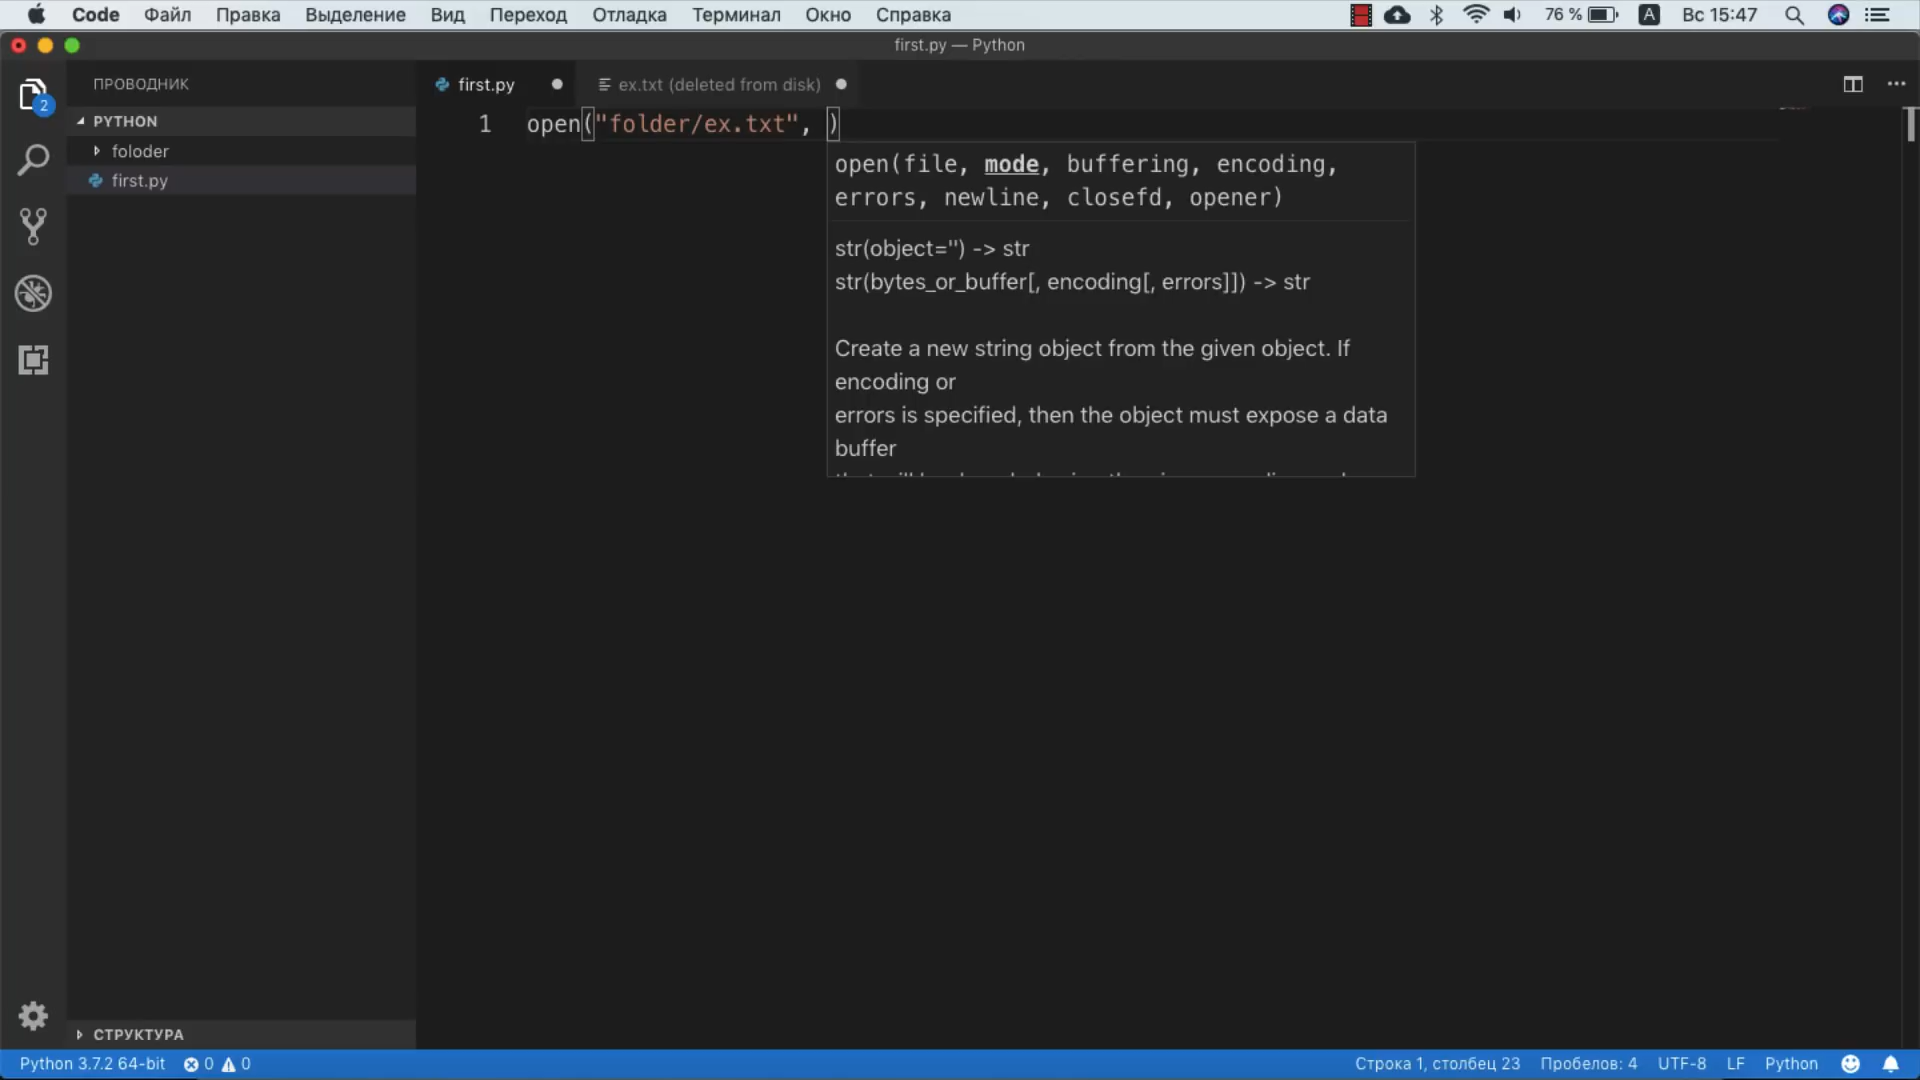 Code Файл Правка Выделение Вид Переход Отладка Терминал Окно Справка 76 % A Вс 15:47
first.py — Python
ПРОВОДНИК
first.py
ex.txt (deleted from disk)
2
PYTHON
foloder
first.py
1 open("folder/ex.txt", )
open(file, mode, buffering, encoding,
errors, newline, closefd, opener)
str(object='') -> str
str(bytes_or_buffer[, encoding[, errors]]) -> str
Create a new string object from the given object. If
encoding or
errors is specified, then the object must expose a data
buffer
СТРУКТУРА
Python 3.7.2 64-bit 0 0 Строка 1, столбец 23 Пробелов: 4 UTF-8 LF Python